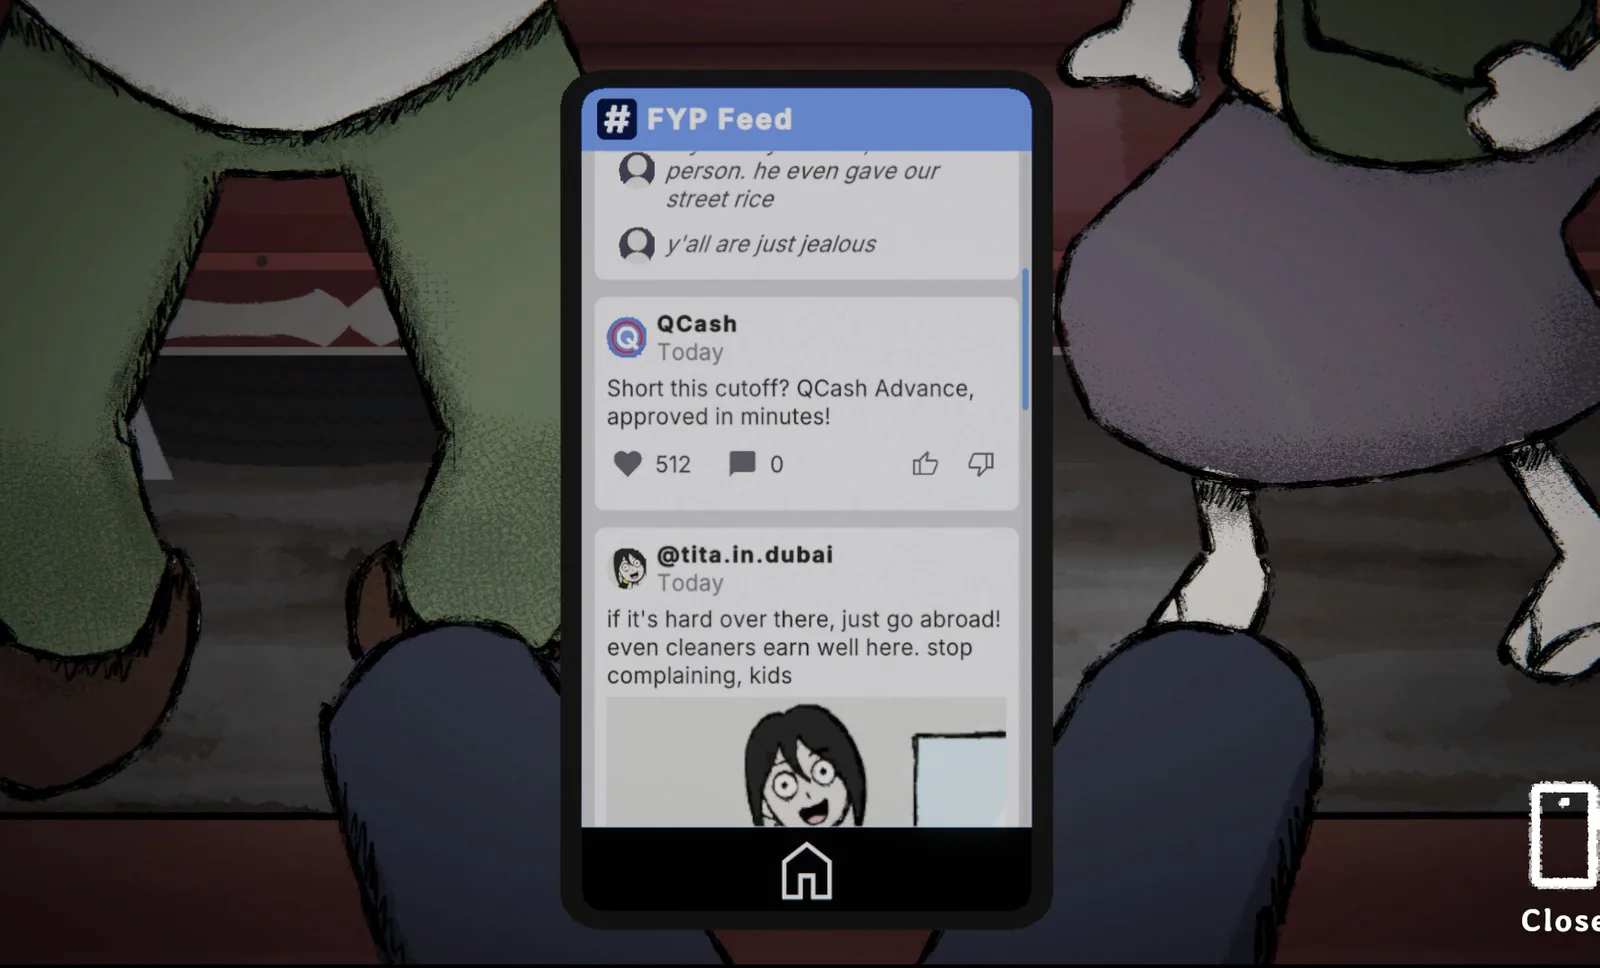 # FYP Feed
person. he even gave our
street rice
y'all are just jealous
Q
QCash
Today
Short this cutoff? QCash Advance,
approved in minutes!
512
0
@tita.in.dubai
Today
if it's hard over there, just go abroad!
even cleaners earn well here. stop
complaining, kids
Close